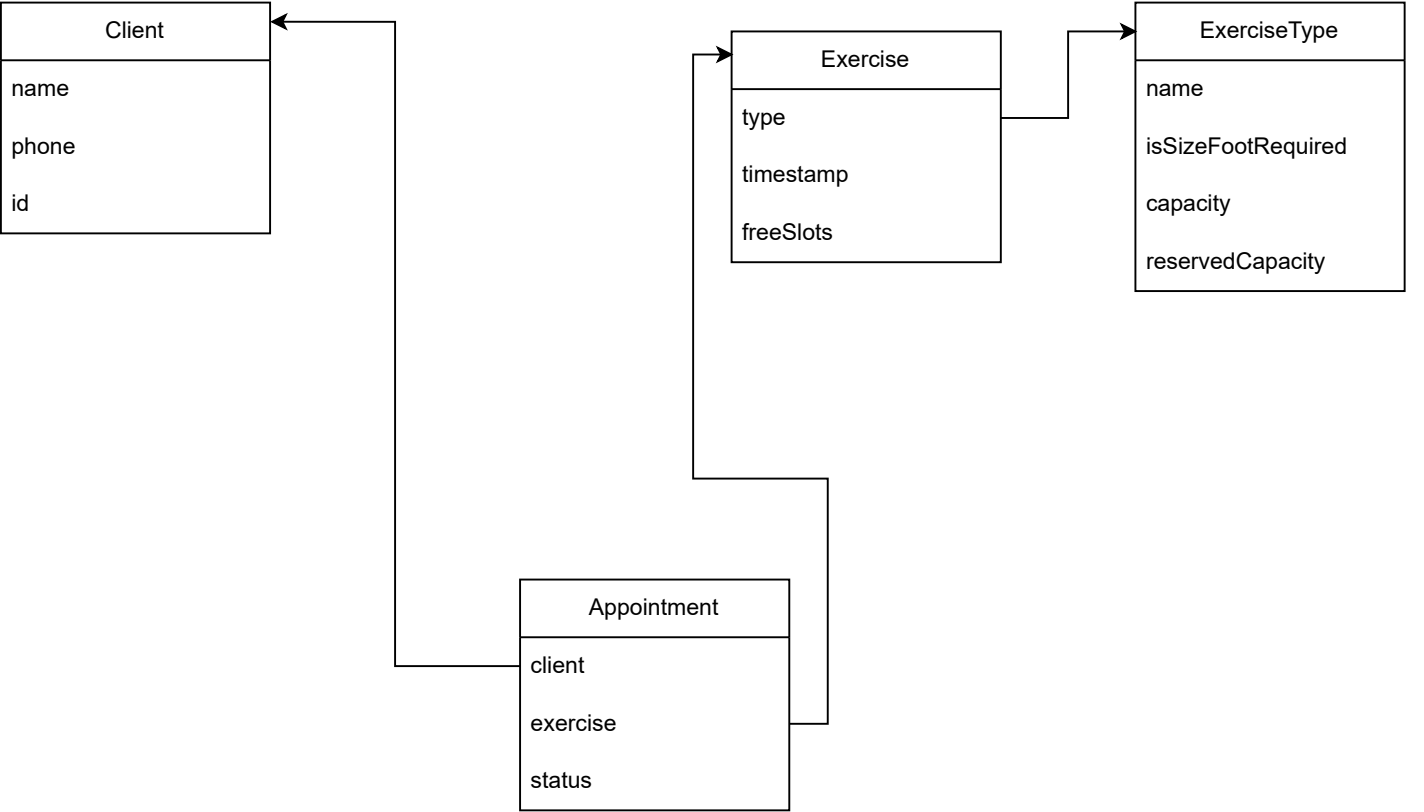 Client
name
phone
id
Exercise
type
timestamp
freeSlots
ExerciseType
name
isSizeFootRequired
capacity
reservedCapacity
Appointment
client
exercise
status